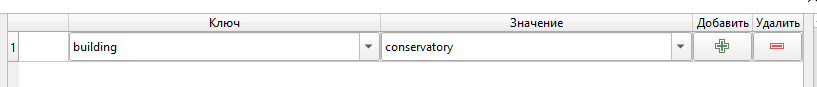 Ключ Значение Добавить Удалить
1 building conservatory